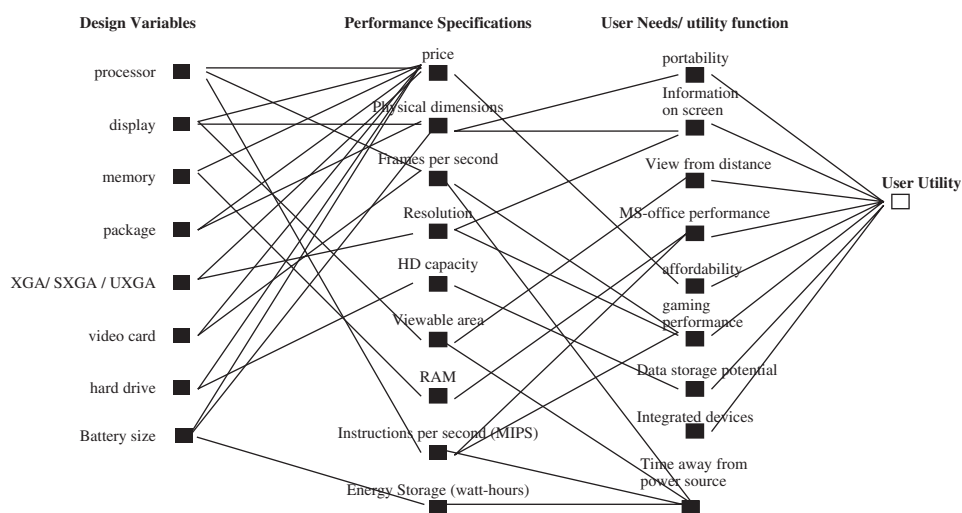 Design Variables
processor
display
memory
package
XGA/ SXGA / UXGA
video card
hard drive
Battery size
Performance Specifications
price
Physical dimensions
Frames per second
Resolution
HD capacity
Viewable area
RAM
Instructions per second (MIPS)
Energy Storage (watt-hours)
User Needs/ utility function
portability
Information
on screen
View from distance
MS-office performance
affordability
gaming
performance
Data storage potential
Integrated devices
Time away from
power source
User Utility